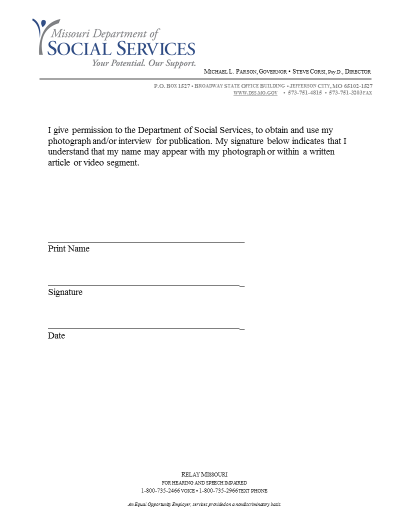 Missouri Department of
SOCIAL SERVICES
Your Potential. Our Support.
MICHAEL L. PARSON, GOVERNOR • STEVE CORSI, PSY.D., DIRECTOR
P.O. BOX 1527 • BROADWAY STATE OFFICE BUILDING • JEFFERSON CITY, MO 65102-1527
WWW.DSS.MO.GOV • 573-751-4815 • 573-751-3203 FAX
I give permission to the Department of Social Services, to obtain and use my
photograph and/or interview for publication. My signature below indicates that I
understand that my name may appear with my photograph or within a written
article or video segment.
Print Name
Signature
Date
RELAY MISSOURI
FOR HEARING AND SPEECH IMPAIRED
1-800-735-2466 VOICE • 1-800-735-2966 TEXT PHONE
An Equal Opportunity Employer, services provided on a nondiscriminatory basis.